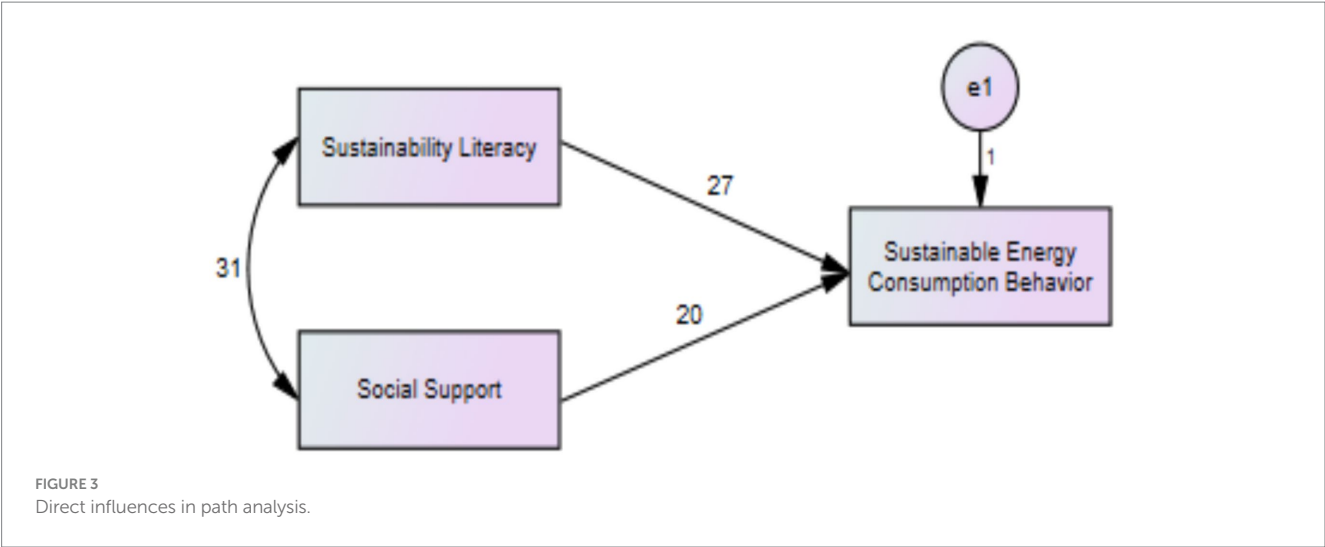 e1
1
Sustainability Literacy
27
Sustainable Energy
Consumption Behavior
31
20
Social Support
FIGURE 3
Direct influences in path analysis.